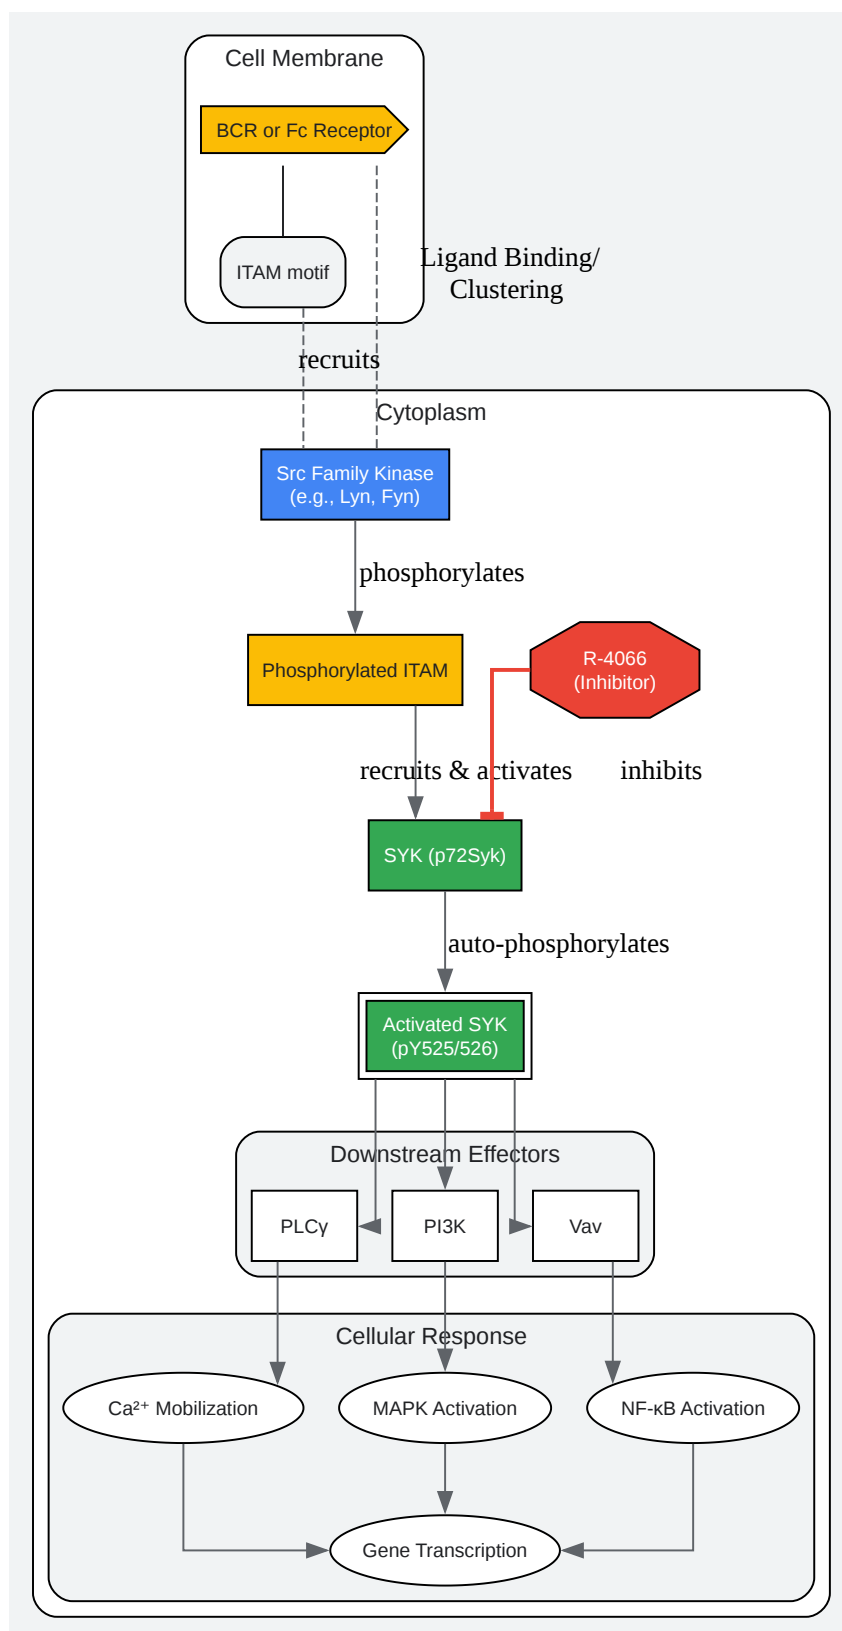 Cell Membrane
BCR or Fc Receptor
Ligand Binding/
Clustering
ITAM motif
recruits
Cytoplasm
Src Family Kinase
(e.g., Lyn, Fyn)
phosphorylates
Phosphorylated ITAM
R-4066
(Inhibitor)
recruits & activates
inhibits
SYK (p72Syk)
auto-phosphorylates
Activated SYK
(pY525/526)
Downstream Effectors
PLCγ
PI3K
Vav
Cellular Response
Ca²⁺ Mobilization
MAPK Activation
NF-κB Activation
Gene Transcription